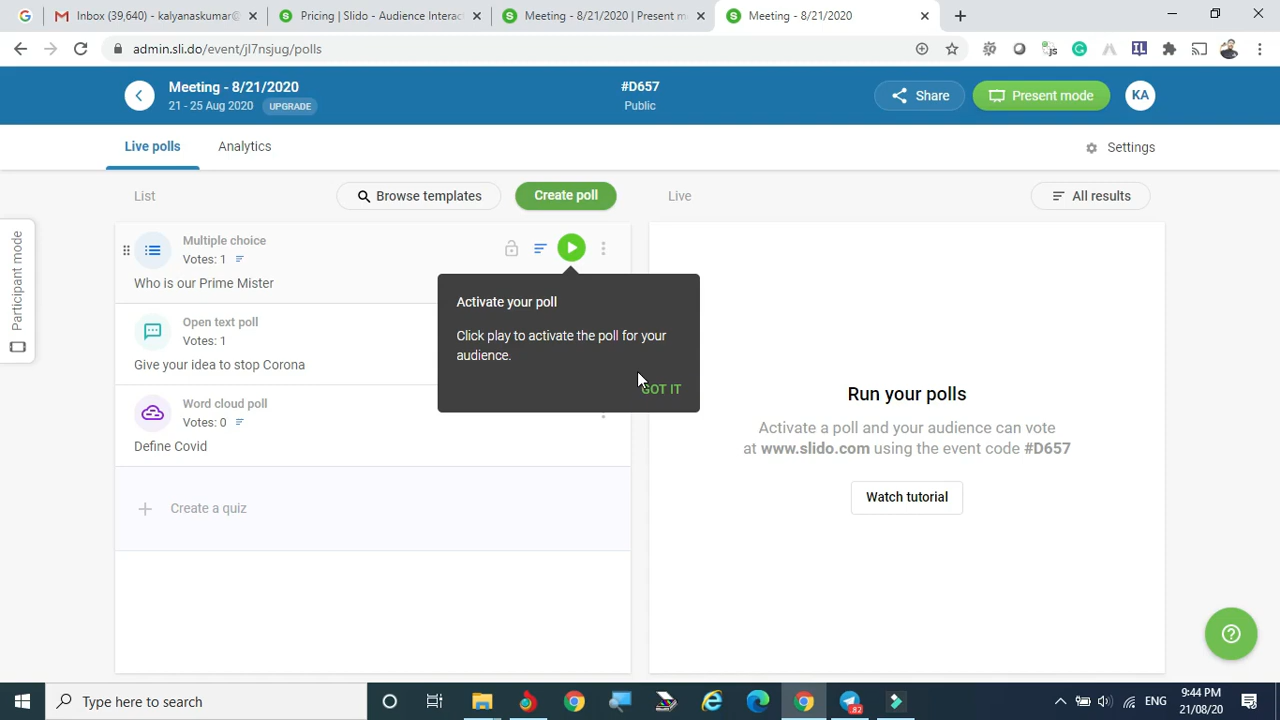 Inbox (39,640) - kalyanaskumar@
Pricing | Slido - Audience Interac
Meeting - 8/21/2020 | Present m
Meeting - 8/21/2020
admin.sli.do/event/jl7nsjug/polls
Meeting - 8/21/2020
21 - 25 Aug 2020 UPGRADE
#D657
Public
Share
Present mode
KA
Live polls
Analytics
Settings
List
Browse templates
Create poll
Live
All results
Participant mode
Multiple choice
Votes: 1
Who is our Prime Mister
Activate your poll
Click play to activate the poll for your
audience.
GOT IT
Open text poll
Votes: 1
Give your idea to stop Corona
Word cloud poll
Votes: 0
Define Covid
Create a quiz
Run your polls
Activate a poll and your audience can vote
at www.slido.com using the event code #D657
Watch tutorial
Type here to search
82
ENG
9:44 PM
21/08/20